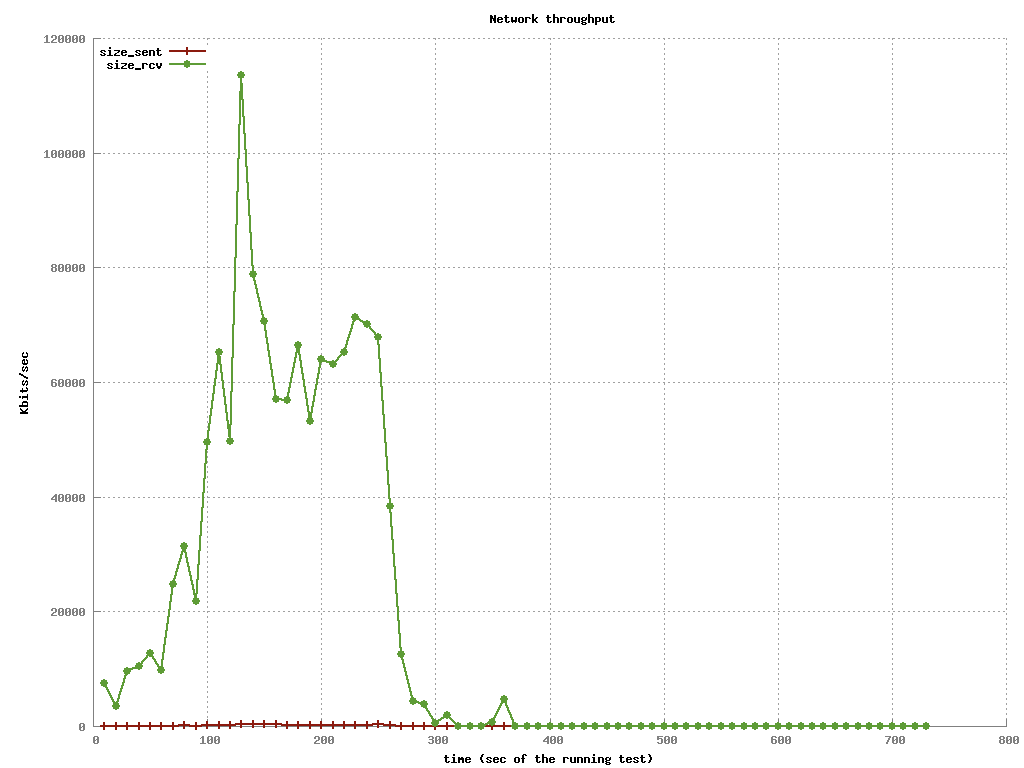 Network throughput
size_sent
size_rcv
120000
100000
80000
60000
40000
20000
0
Kbits/sec
0 100 200 300 400 500 600 700 800
time (sec of the running test)